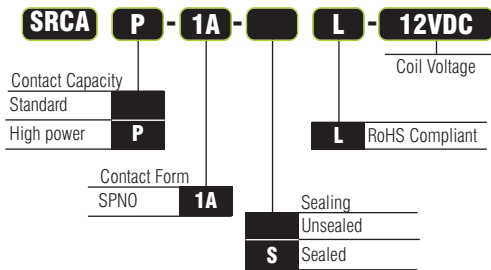 SRCA P - 1A - L - 12VDC
Coil Voltage
Contact Capacity
Standard
High power P
L RoHS Compliant
Contact Form
SPNO 1A
Sealing
Unsealed
S Sealed